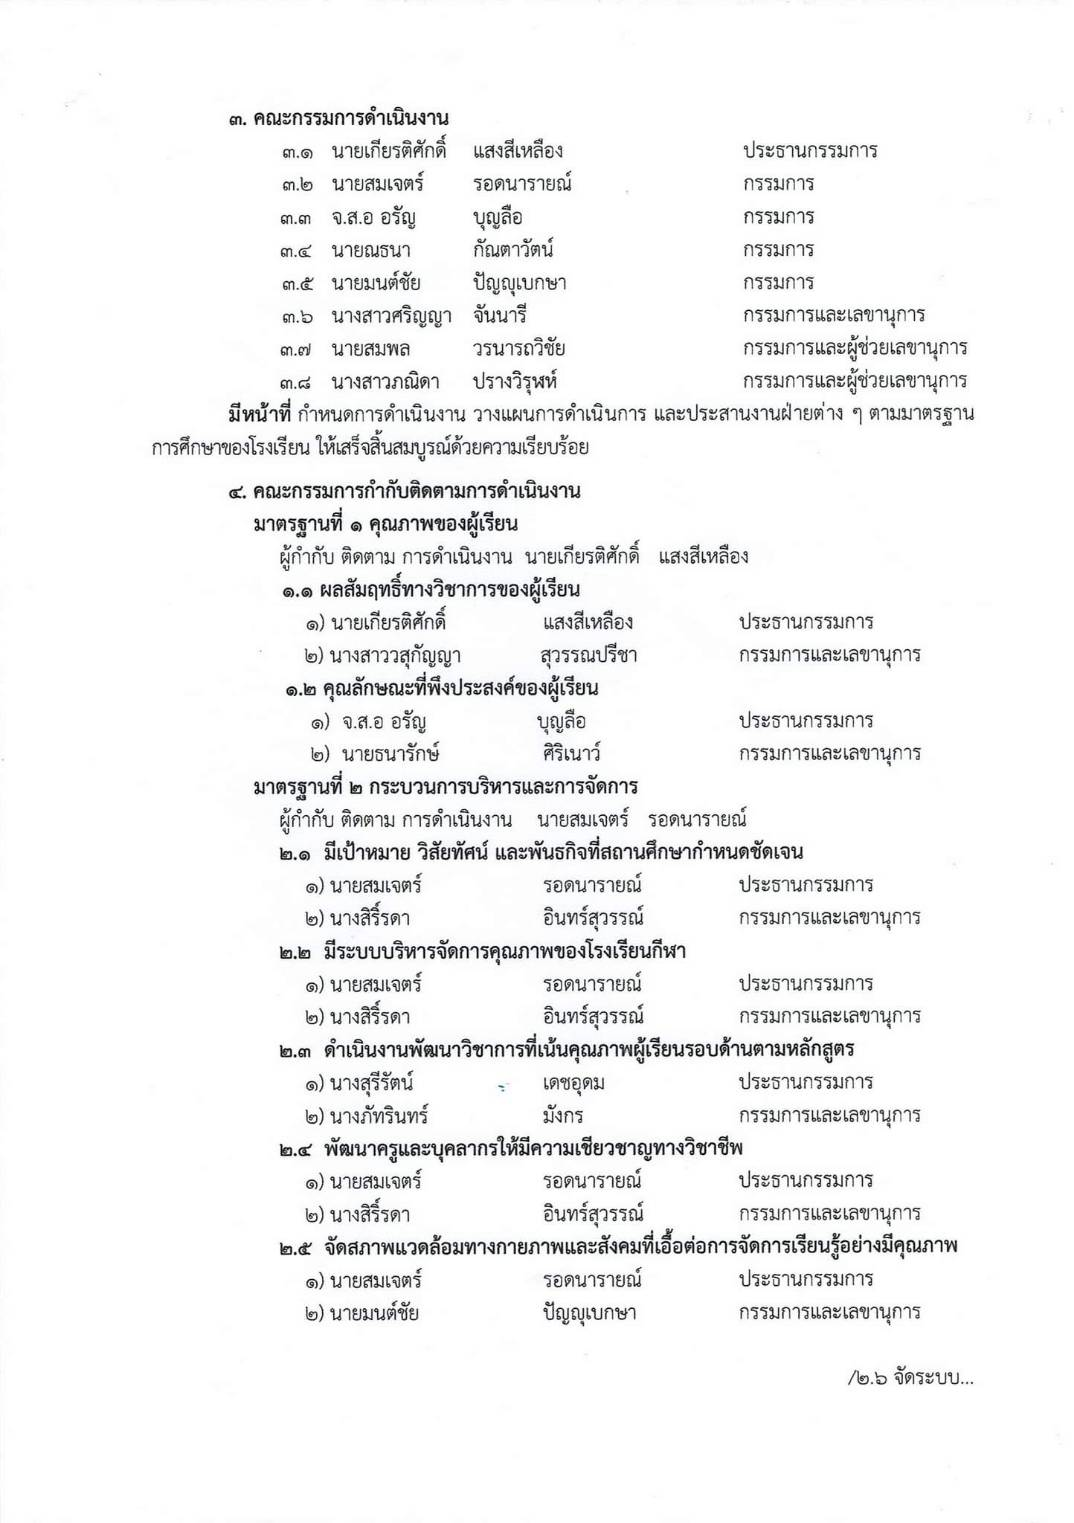 ๓. คณะกรรมการดำเนินงาน
๓.๑ นายเกียรติศักดิ์ แสงสีเหลือง ประธานกรรมการ
๓.๒ นายสมเจตร์ รอดนารายณ์ กรรมการ
๓.๓ จ.ส.อ อรัญ บุญลือ กรรมการ
๓.๔ นายณธนา กัณตาวัตน์ กรรมการ
๓.๕ นายมนต์ชัย ปัญญุเบกษา กรรมการ
๓.๖ นางสาวศริญญา จันนารี กรรมการและเลขานุการ
๓.๗ นายสมพล วรนารถวิชัย กรรมการและผู้ช่วยเลขานุการ
๓.๘ นางสาวภณิดา ปรางวิรุฬห์ กรรมการและผู้ช่วยเลขานุการ
มีหน้าที่ กำหนดการดำเนินงาน วางแผนการดำเนินการ และประสานงานฝ่ายต่าง ๆ ตามมาตรฐาน
การศึกษาของโรงเรียน ให้เสร็จสิ้นสมบูรณ์ด้วยความเรียบร้อย
๔. คณะกรรมการกำกับติดตามการดำเนินงาน
มาตรฐานที่ ๑ คุณภาพของผู้เรียน
ผู้กำกับ ติดตาม การดำเนินงาน นายเกียรติศักดิ์ แสงสีเหลือง
๑.๑ ผลสัมฤทธิ์ทางวิชาการของผู้เรียน
๑) นายเกียรติศักดิ์ แสงสีเหลือง ประธานกรรมการ
๒) นางสาววสุกัญญา สุวรรณปรีชา กรรมการและเลขานุการ
๑.๒ คุณลักษณะที่พึงประสงค์ของผู้เรียน
๑) จ.ส.อ อรัญ บุญลือ ประธานกรรมการ
๒) นายธนารักษ์ ศิริเนาว์ กรรมการและเลขานุการ
มาตรฐานที่ ๒ กระบวนการบริหารและการจัดการ
ผู้กำกับ ติดตาม การดำเนินงาน นายสมเจตร์ รอดนารายณ์
๒.๑ มีเป้าหมาย วิสัยทัศน์ และพันธกิจที่สถานศึกษากำหนดชัดเจน
๑) นายสมเจตร์ รอดนารายณ์ ประธานกรรมการ
๒) นางสิริ์รดา อินทร์สุวรรณ์ กรรมการและเลขานุการ
๒.๒ มีระบบบริหารจัดการคุณภาพของโรงเรียนกีฬา
๑) นายสมเจตร์ รอดนารายณ์ ประธานกรรมการ
๒) นางสิริ์รดา อินทร์สุวรรณ์ กรรมการและเลขานุการ
๒.๓ ดำเนินงานพัฒนาวิชาการที่เน้นคุณภาพผู้เรียนรอบด้านตามหลักสูตร
๑) นางสุรีรัตน์ เดชอุดม ประธานกรรมการ
๒) นางภัทรินทร์ มังกร กรรมการและเลขานุการ
๒.๔ พัฒนาครูและบุคลากรให้มีความเชียวชาญทางวิชาชีพ
๑) นายสมเจตร์ รอดนารายณ์ ประธานกรรมการ
๒) นางสิริ์รดา อินทร์สุวรรณ์ กรรมการและเลขานุการ
๒.๕ จัดสภาพแวดล้อมทางกายภาพและสังคมที่เอื้อต่อการจัดการเรียนรู้อย่างมีคุณภาพ
๑) นายสมเจตร์ รอดนารายณ์ ประธานกรรมการ
๒) นายมนต์ชัย ปัญญุเบกษา กรรมการและเลขานุการ
/๒.๖ จัดระบบ...